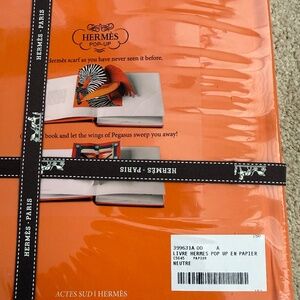 HERMÈS
POP-UP
Hermès scarf as you have never seen it before.
book and let the wings of Pegasus sweep you away!
HERMÈS-PARIS
HERMÈS-PARIS
HERMÈS-PARIS
399631A 00 A
LIVRE HERMES POP UP EN PAPIER
PAPIER
NEUTRE
ACTES SUD | HERMÈS